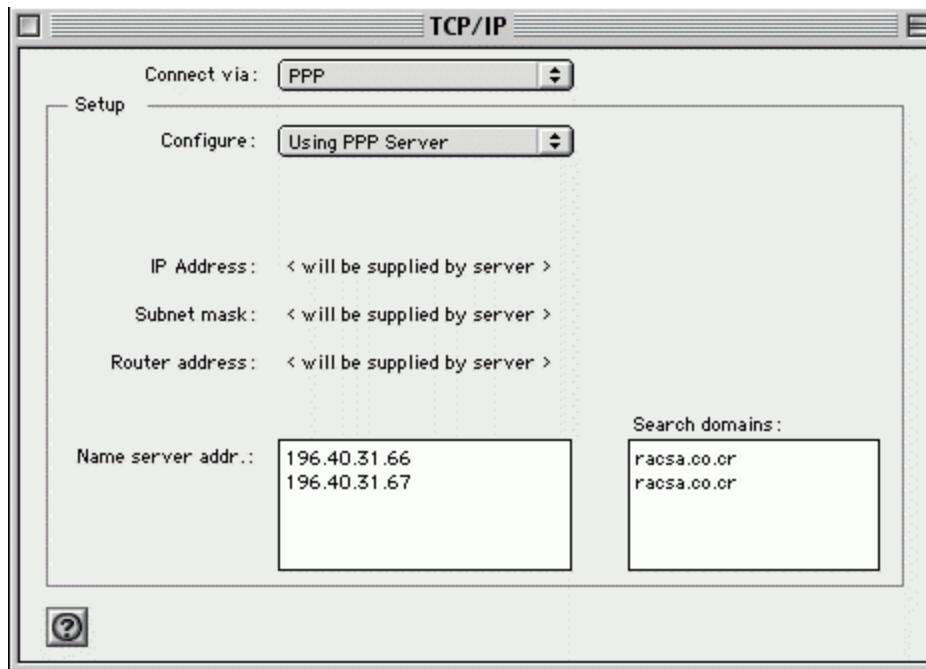 TCP/IP
Connect via: PPP
Setup
Configure: Using PPP Server
IP Address: < will be supplied by server >
Subnet mask: < will be supplied by server >
Router address: < will be supplied by server >
Search domains:
Name server addr.: 196.40.31.66 racsa.co.cr
196.40.31.67 racsa.co.cr
?